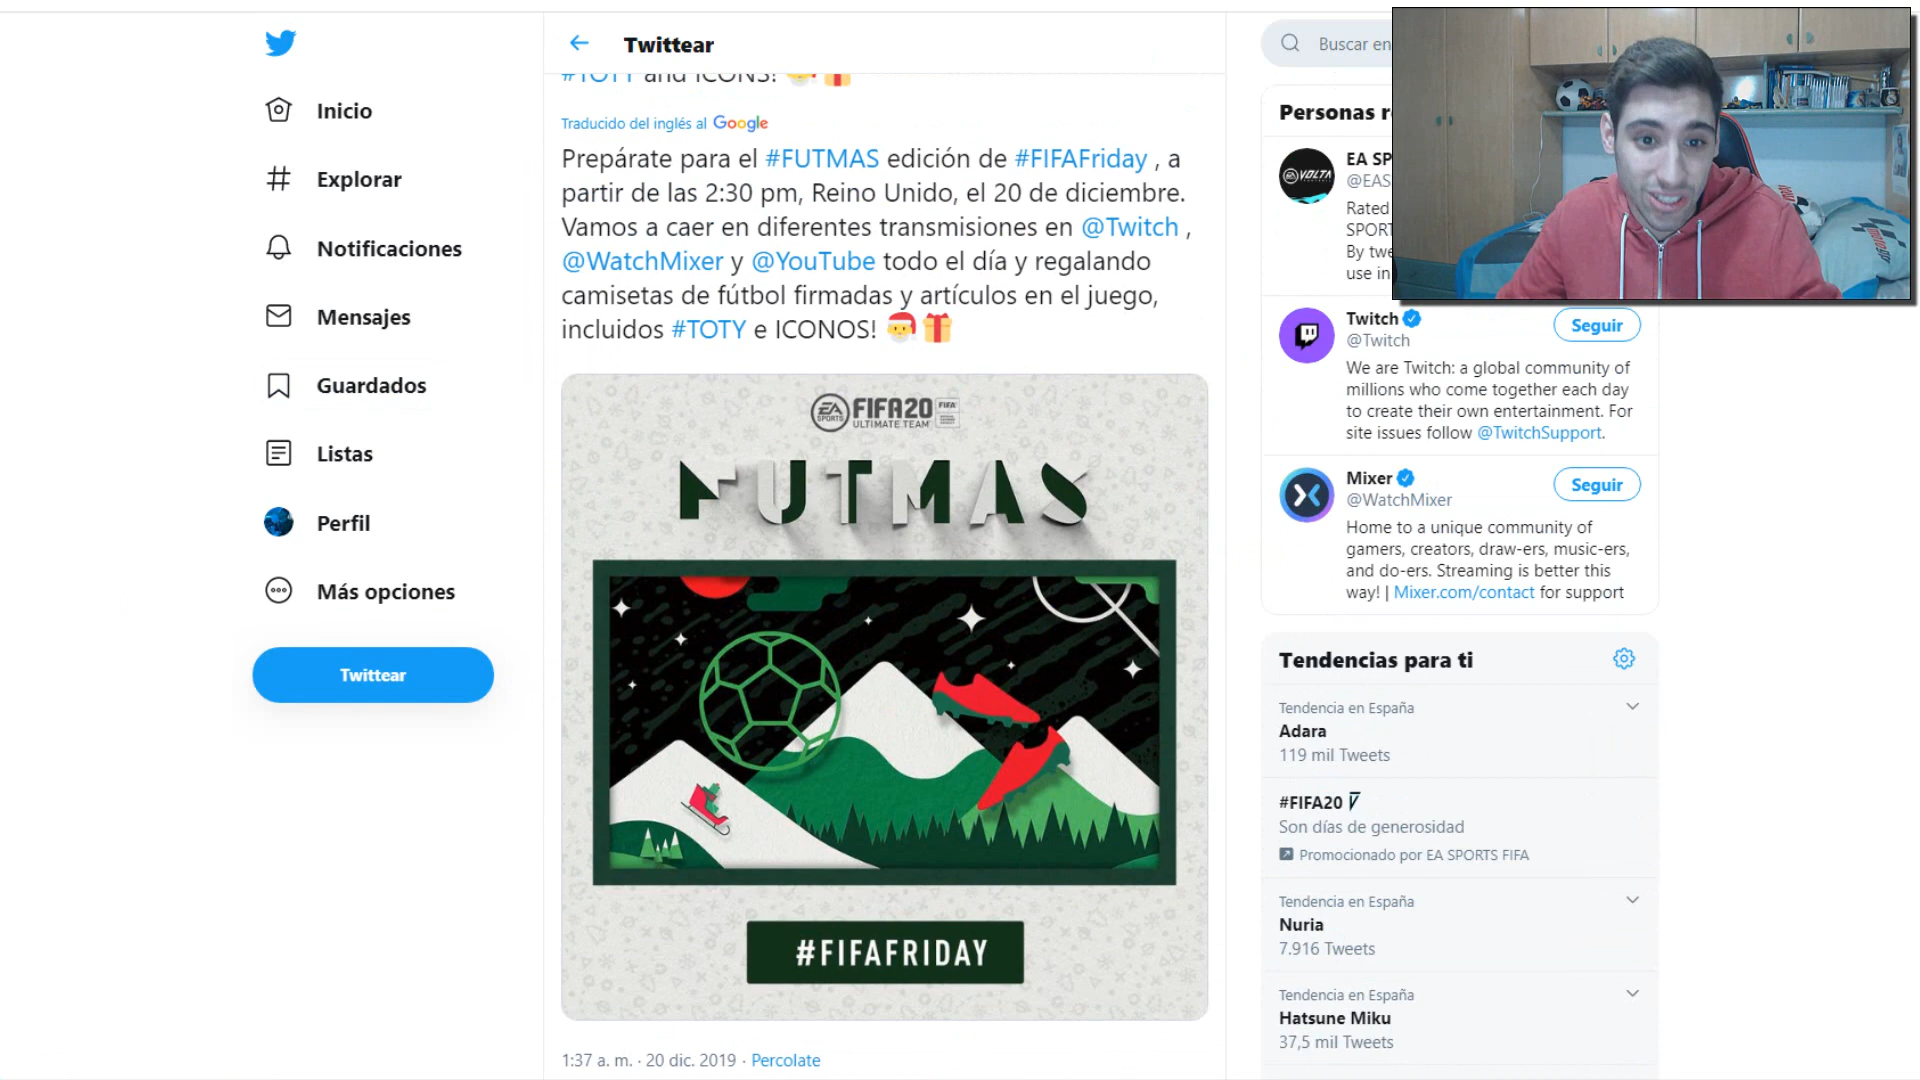 Inicio
Explorar
Notificaciones
Mensajes
Guardados
Listas
Perfil
Más opciones
Twittear
Twittear
#TOTY and ICONS!
Traducido del inglés al Google
Prepárate para el #FUTMAS edición de #FIFAFriday , a
partir de las 2:30 pm, Reino Unido, el 20 de diciembre.
Vamos a caer en diferentes transmisiones en @Twitch ,
@WatchMixer y @YouTube todo el día y regalando
camisetas de fútbol firmadas y artículos en el juego,
incluidos #TOTY e ICONOS!
EA SPORTS FIFA20 FIFA
ULTIMATE TEAM
FUTMAS
#FIFAFRIDAY
1:37 a. m. · 20 dic. 2019 · Percolate
Buscar en
Personas r
EA SP
@EAS
Rated
SPORT
By twe
use in
VOLTA
Twitch
@Twitch
Seguir
We are Twitch: a global community of
millions who come together each day
to create their own entertainment. For
site issues follow @TwitchSupport.
Mixer
@WatchMixer
Seguir
Home to a unique community of
gamers, creators, draw-ers, music-ers,
and do-ers. Streaming is better this
way! | Mixer.com/contact for support
Tendencias para ti
Tendencia en España
Adara
119 mil Tweets
#FIFA20
Son días de generosidad
Promocionado por EA SPORTS FIFA
Tendencia en España
Nuria
7.916 Tweets
Tendencia en España
Hatsune Miku
37,5 mil Tweets